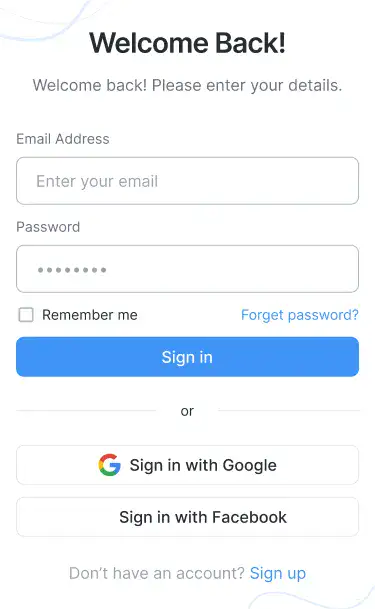 Welcome Back!
Welcome back! Please enter your details.
Email Address
Enter your email
Password
Remember me
Forget password?
Sign in
or
Sign in with Google
Sign in with Facebook
Don’t have an account? Sign up